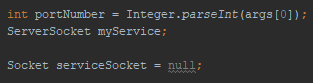 int portNumber = Integer.parseInt(args[0]);
ServerSocket myService;
Socket serviceSocket = null;